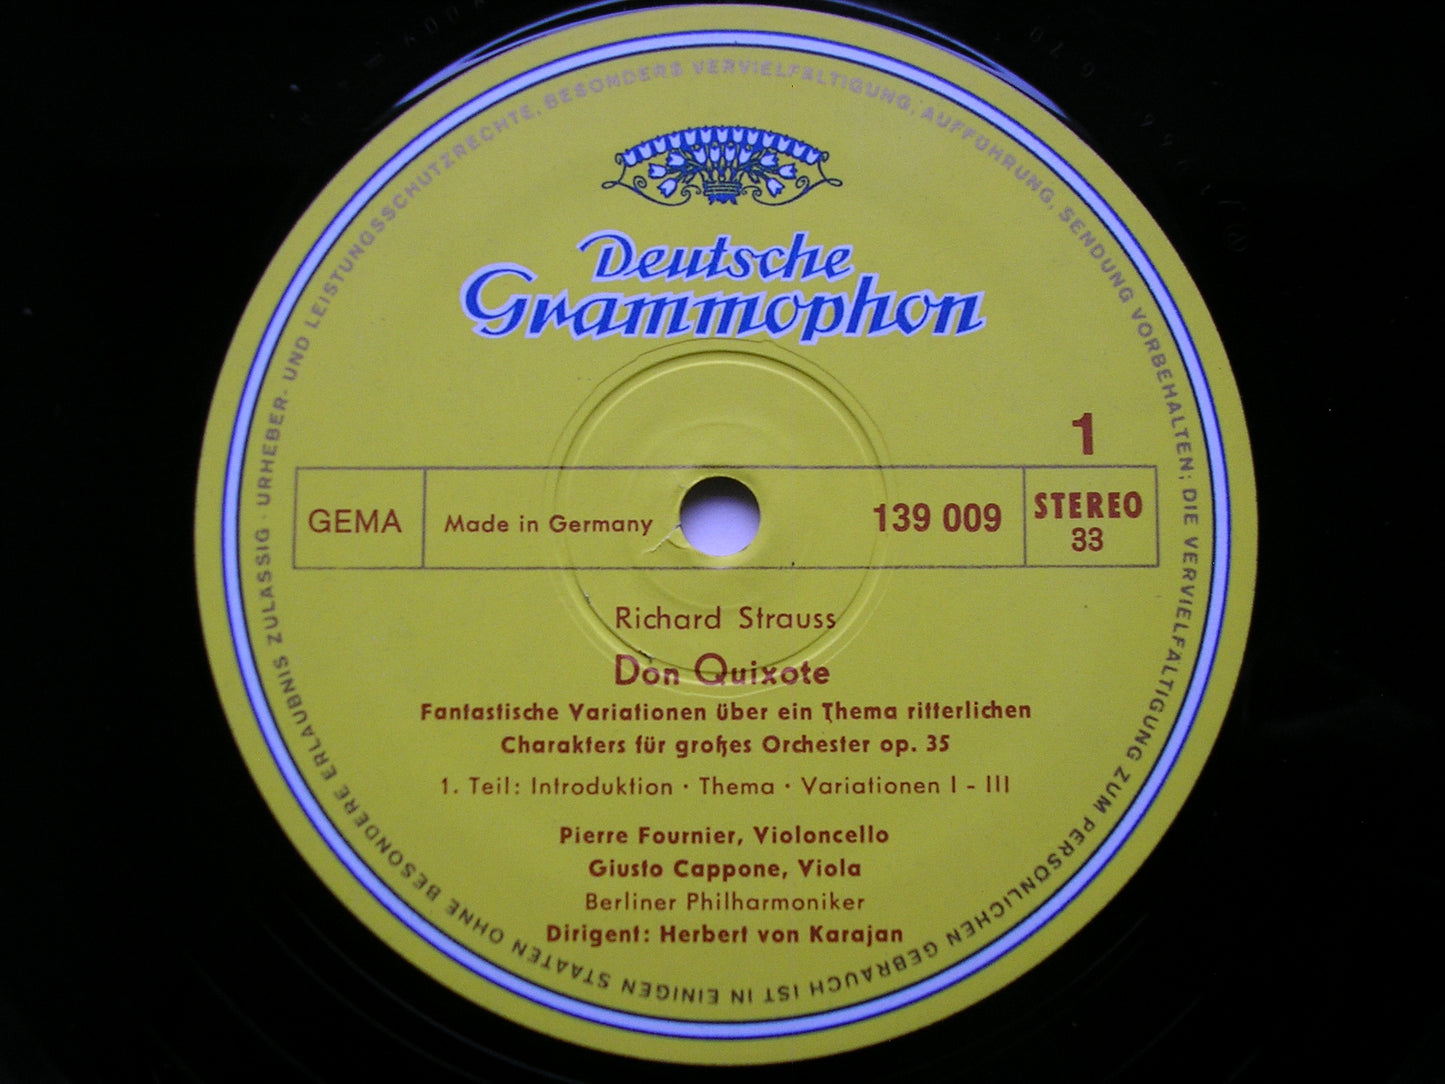 Deutsche
Grammophon
1
GEMA
Made in Germany
139 009
STEREO
33
Richard Strauss
Don Quixote
Fantastische Variationen über ein Thema ritterlichen
Charakters für großes Orchester op. 35
1. Teil: Introduktion · Thema · Variationen I - III
Pierre Fournier, Violoncello
Giusto Cappone, Viola
Berliner Philharmoniker
Dirigent: Herbert von Karajan
URHEBER- UND LEISTUNGSSCHUTZRECHTE, BESONDERS VERVIELFÄLTIGUNG, AUFFÜHRUNG, SENDUNG VORBEHALTEN; DIE VERVIELFÄLTIGUNG ZUM PERSÖNLICHEN GEBRAUCH IST IN EINIGEN STAATEN OHNE BESONDERE ERLAUBNIS ZULÄSSIG ·